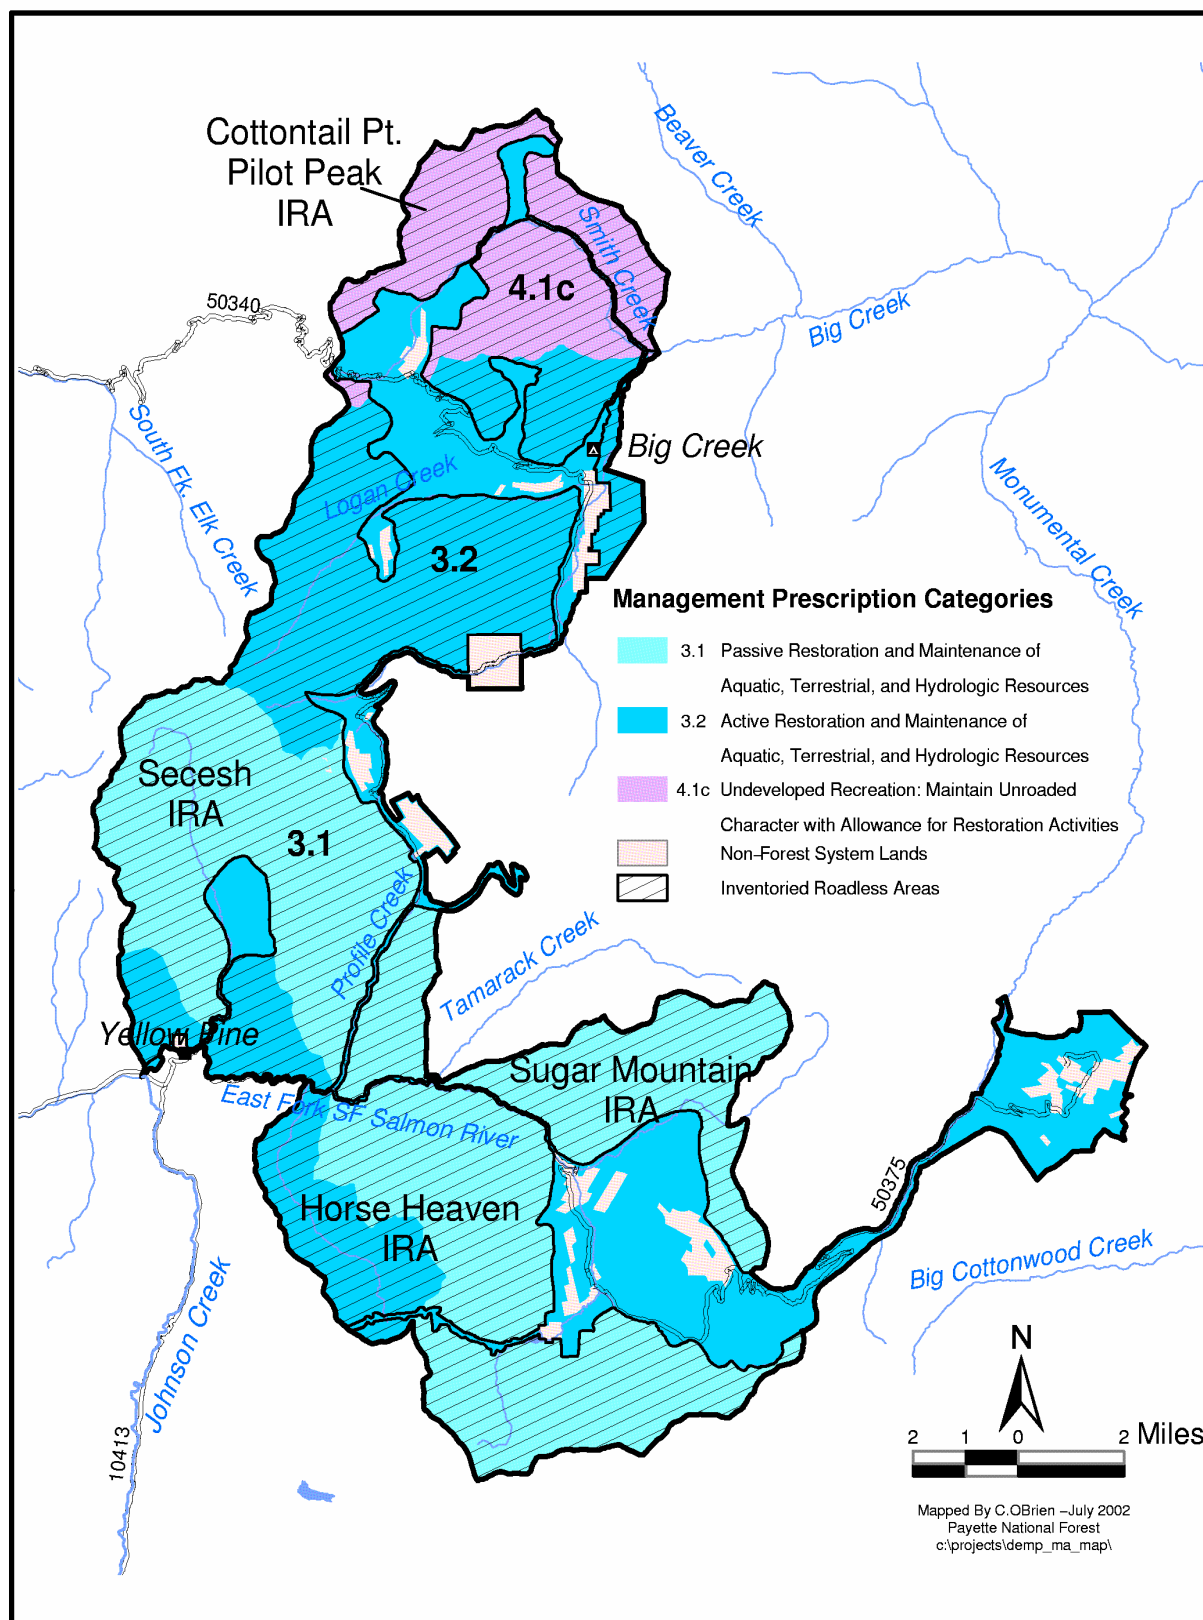 Cottontail Pt.
Pilot Peak
IRA
Beaver Creek
Smith Creek
4.1c
50340
Big Creek
South Fk. Elk Creek
Big Creek
Logan Creek
Monumental Creek
3.2
Management Prescription Categories
3.1 Passive Restoration and Maintenance of
Aquatic, Terrestrial, and Hydrologic Resources
3.2 Active Restoration and Maintenance of
Aquatic, Terrestrial, and Hydrologic Resources
4.1c Undeveloped Recreation: Maintain Unroaded
Character with Allowance for Restoration Activities
Non-Forest System Lands
Inventoried Roadless Areas
Secesh
IRA
3.1
Profile Creek
Tamarack Creek
Yellow Pine
Sugar Mountain
IRA
East Fork SF Salmon River
50375
Horse Heaven
IRA
Big Cottonwood Creek
Johnson Creek
10413
N
2 1 0 2 Miles
Mapped By C.OBrien -July 2002
Payette National Forest
c:\projects\demp_ma_map\